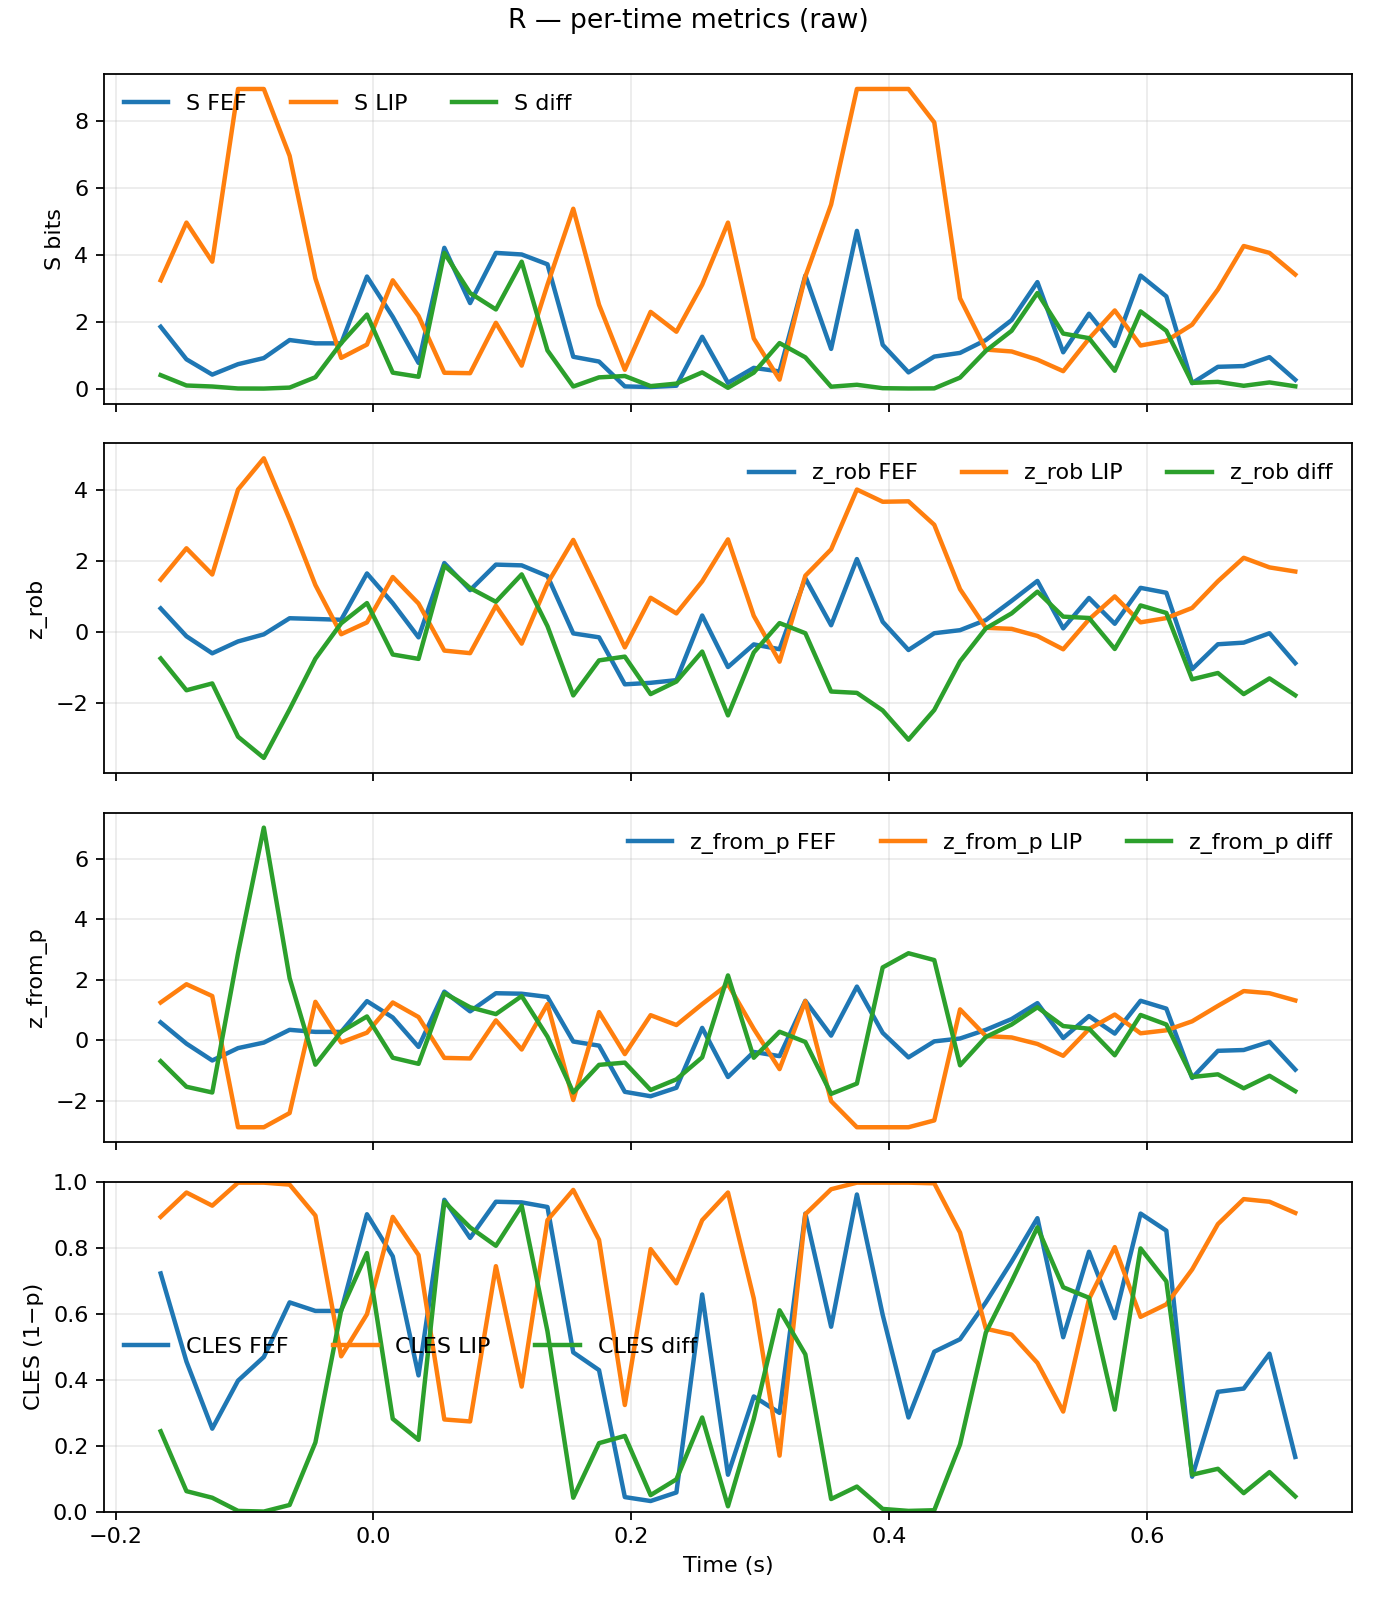 R — per-time metrics (raw)
S FEF S LIP S diff
S bits
8
6
4
2
0
z_rob FEF z_rob LIP z_rob diff
z_rob
4
2
0
−2
z_from_p FEF z_from_p LIP z_from_p diff
z_from_p
6
4
2
0
−2
CLES FEF CLES LIP CLES diff
CLES (1−p)
1.0
0.8
0.6
0.4
0.2
0.0
−0.2 0.0 0.2 0.4 0.6
Time (s)